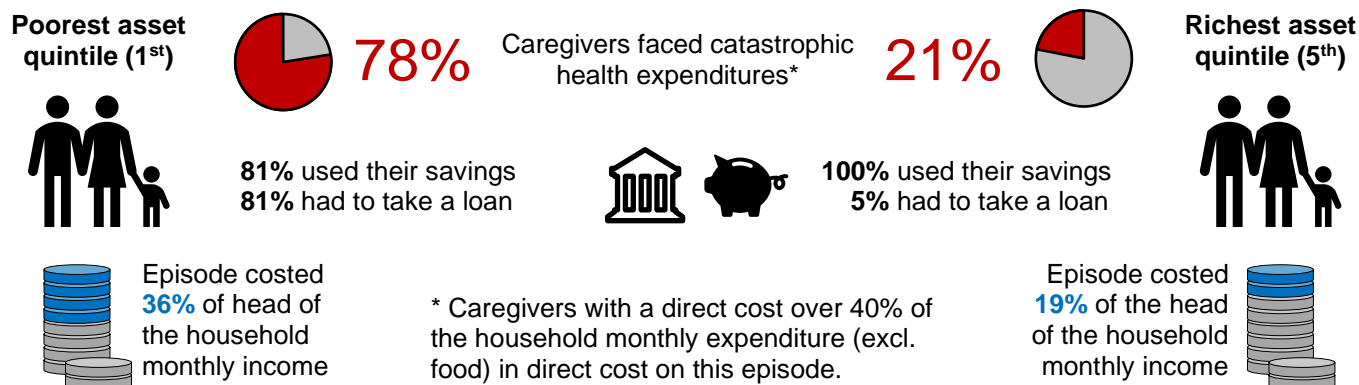 Poorest asset
quintile (1st)
78%
Caregivers faced catastrophic
health expenditures*
21%
Richest asset
quintile (5th)
81% used their savings
81% had to take a loan
100% used their savings
5% had to take a loan
Episode costed
36% of head of
the household
monthly income
* Caregivers with a direct cost over 40% of
the household monthly expenditure (excl.
food) in direct cost on this episode.
Episode costed
19% of the head
of the household
monthly income